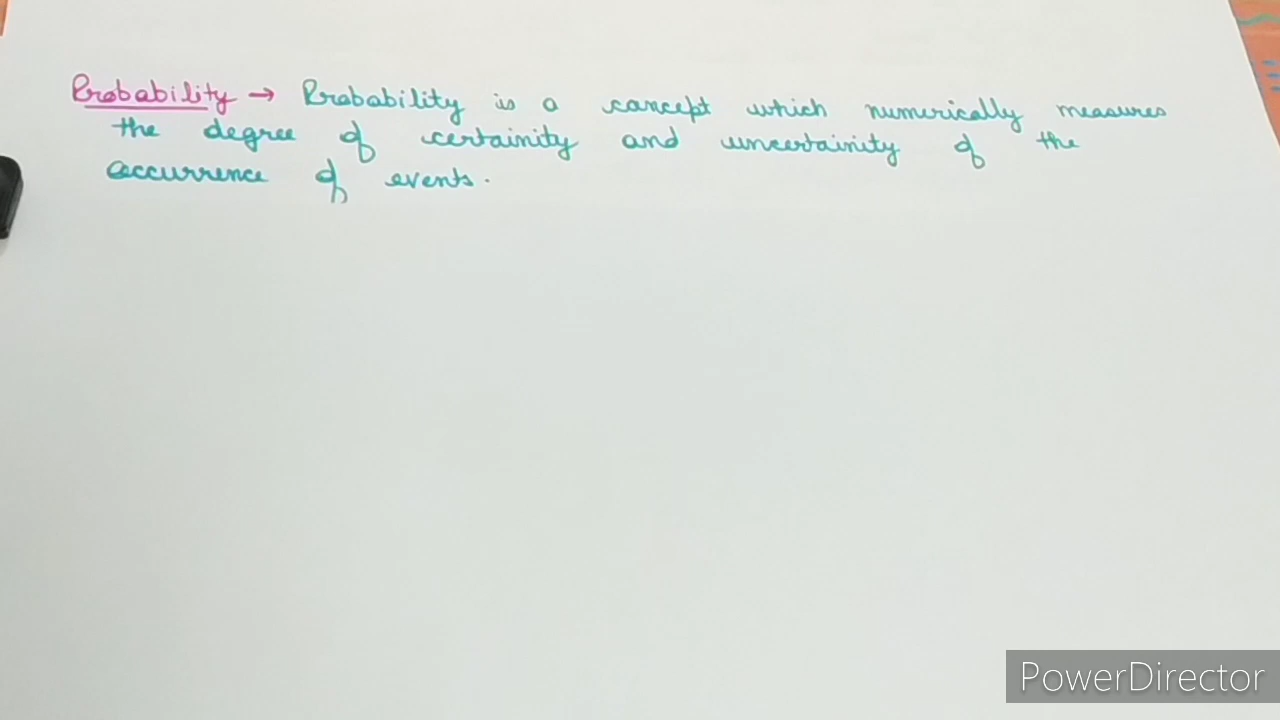 Probability → Probability is a concept which numerically measures
the degree of certainity and uncertainity of the
occurrence of events.
PowerDirector